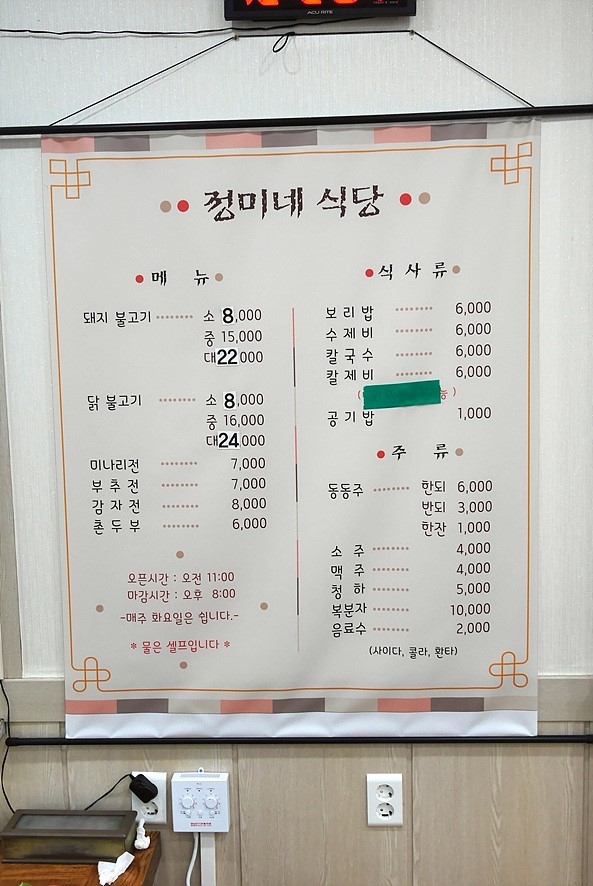 ACU RITE
정미네 식당
메 뉴
돼지 불고기 ········ 소 8,000
중 15,000
대 22,000
닭 불고기 ········ 소 8,000
중 16,000
대 24,000
미나리전 ········ 7,000
부추전 ········ 7,000
감자전 ········ 8,000
촌두부 ········ 6,000
오픈시간 : 오전 11:00
마감시간 : 오후 8:00
-매주 화요일은 쉽니다.-
* 물은 셀프입니다 *
식 사 류
보리밥 ········ 6,000
수제비 ········ 6,000
칼국수 ········ 6,000
칼제비 ········ 6,000
공기밥 1,000
주 류
동동주 ········ 한되 6,000
반되 3,000
한잔 1,000
소 주 ········ 4,000
맥 주 ········ 4,000
청 하 ········ 5,000
복분자 ········ 10,000
음료수 ········ 2,000
(사이다, 콜라, 환타)